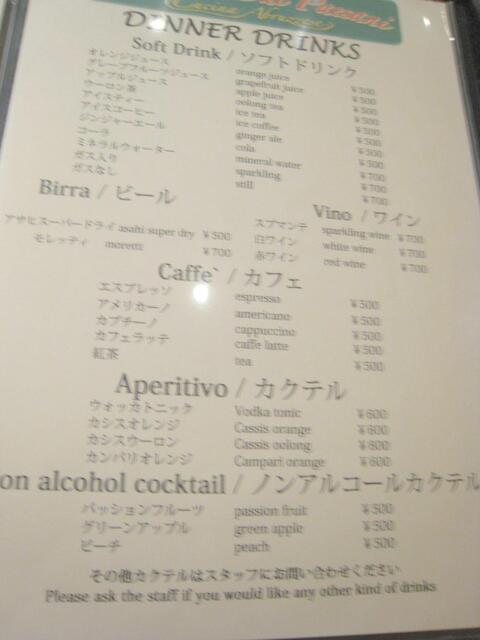 Paesani
Cucina Abruzzese
DINNER DRINKS
Soft Drink / ソフトドリンク
オレンジジュース orange juice ¥500
グレープフルーツジュース grapefruit juice ¥500
アップルジュース apple juice ¥500
ウーロン茶 oolong tea ¥500
アイスティー ice tea ¥500
アイスコーヒー ice coffee ¥500
ジンジャーエール ginger ale ¥500
コーラ cola ¥500
ミネラルウォーター mineral water ¥700
ガス入り sparkling ¥700
ガスなし still ¥700
Birra / ビール
アサヒスーパードライ asahi super dry ¥500
モレッティ moretti ¥700
Vino / ワイン
スプマンテ sparkling wine ¥700
白ワイン white wine ¥700
赤ワイン red wine ¥700
Caffe` / カフェ
エスプレッソ espresso ¥500
アメリカーノ americano ¥500
カプチーノ cappuccino ¥500
カフェラッテ caffe latte ¥500
紅茶 tea ¥500
Aperitivo / カクテル
ウォッカトニック Vodka tonic ¥600
カシスオレンジ Cassis orange ¥600
カシスウーロン Cassis oolong ¥600
カンパリオレンジ Campari orange ¥600
on alcohol cocktail / ノンアルコールカクテル
パッションフルーツ passion fruit ¥500
グリーンアップル green apple ¥500
ピーチ peach ¥500
その他カクテルはスタッフにお問い合わせください
Please ask the staff if you would like any other kind of drinks